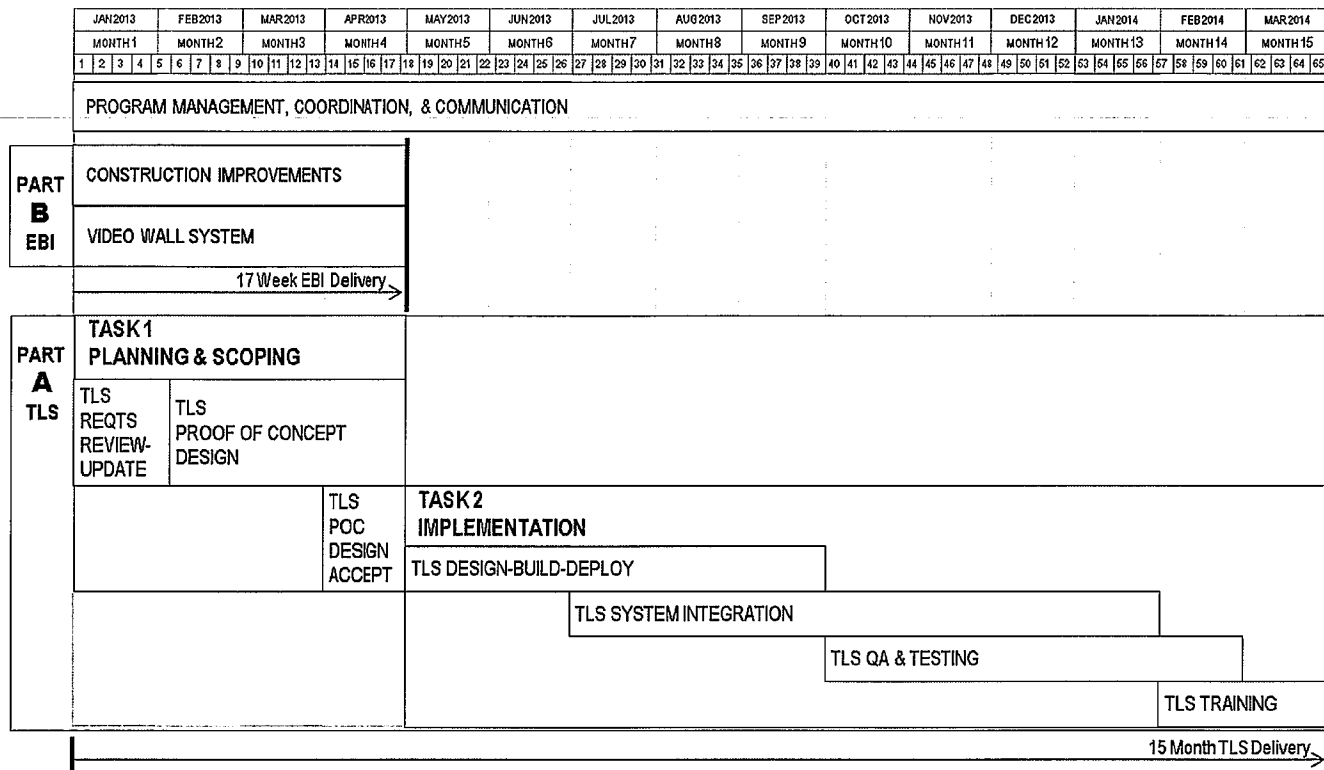 JAN2013 FEB2013 MAR2013 APR2013 MAY2013 JUN2013 JUL2013 AUG2013 SEP2013 OCT2013 NOV2013 DEC2013 JAN2014 FEB2014 MAR2014
MONTH1 MONTH2 MONTH3 MONTH4 MONTH5 MONTH6 MONTH7 MONTH8 MONTH9 MONTH10 MONTH11 MONTH12 MONTH13 MONTH14 MONTH15
1 2 3 4 5 6 7 8 9 10 11 12 13 14 15 16 17 18 19 20 21 22 23 24 25 26 27 28 29 30 31 32 33 34 35 36 37 38 39 40 41 42 43 44 45 46 47 48 49 50 51 52 53 54 55 56 57 58 59 60 61 62 63 64 65
PROGRAM MANAGEMENT, COORDINATION, & COMMUNICATION
PART
B
EBI
CONSTRUCTION IMPROVEMENTS
VIDEO WALL SYSTEM
17 Week EBI Delivery
PART
A
TLS
TASK 1
PLANNING & SCOPING
TLS
REQTS
REVIEW-
UPDATE
TLS
PROOF OF CONCEPT
DESIGN
TLS
POC
DESIGN
ACCEPT
TASK 2
IMPLEMENTATION
TLS DESIGN-BUILD-DEPLOY
TLS SYSTEM INTEGRATION
TLS QA & TESTING
TLS TRAINING
15 Month TLS Delivery